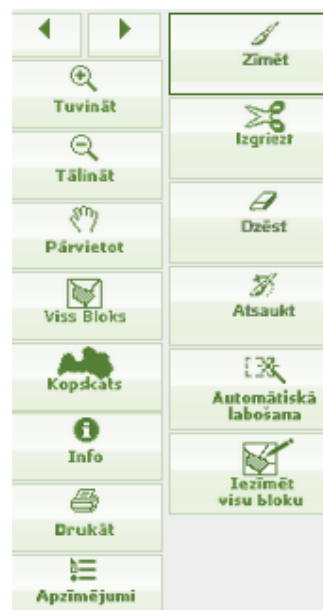 Tuvināt
Tālināt
Pārvietot
Viss Bloks
Kopskats
Info
Drukāt
Apzīmējumi
Zīmēt
Izgriezt
Dzēst
Atsaukt
Automātiskā
labošana
Iezīmēt
visu bloku